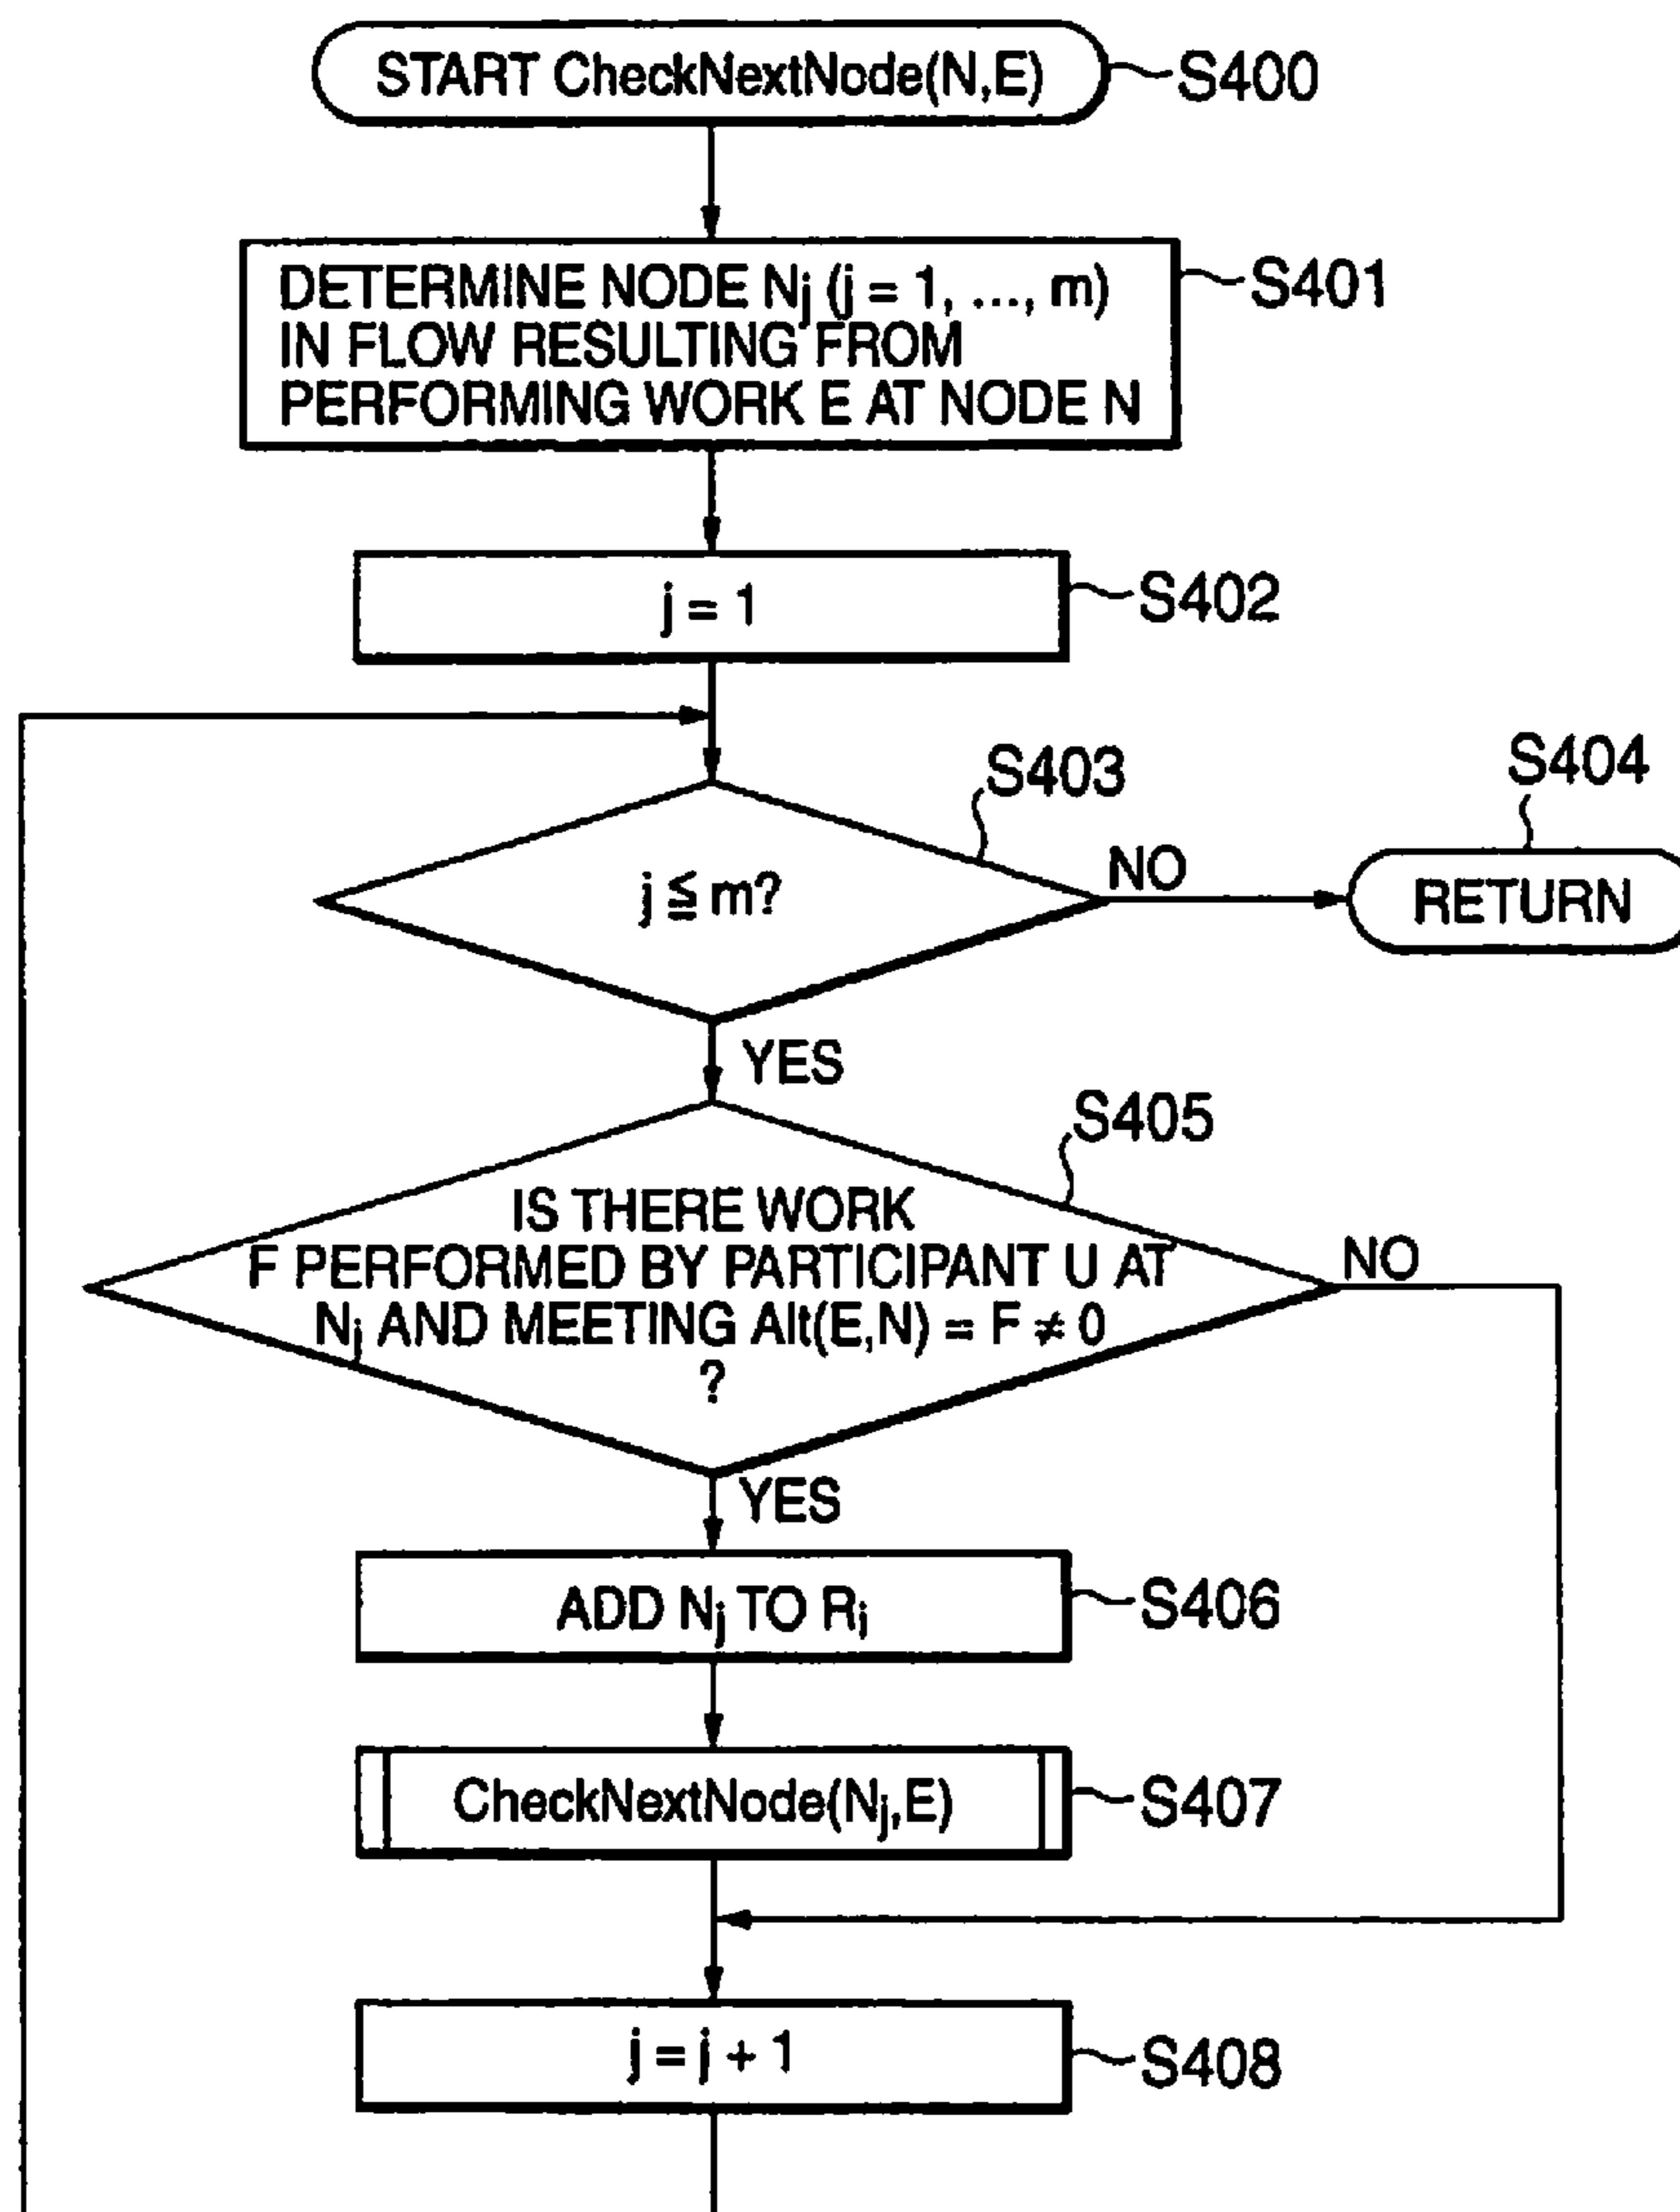 START CheckNextNode(N,E)
S400
DETERMINE NODE Nj (j = 1, ..., m)
IN FLOW RESULTING FROM
PERFORMING WORK E AT NODE N
S401
j = 1
S402
S403
S404
j ≦ m?
NO
RETURN
YES
S405
IS THERE WORK
F PERFORMED BY PARTICIPANT U AT
Nj AND MEETING Alt(E,N) = F ≠ 0
?
NO
YES
ADD Nj TO Ri
S406
CheckNextNode(Nj,E)
S407
j = j + 1
S408